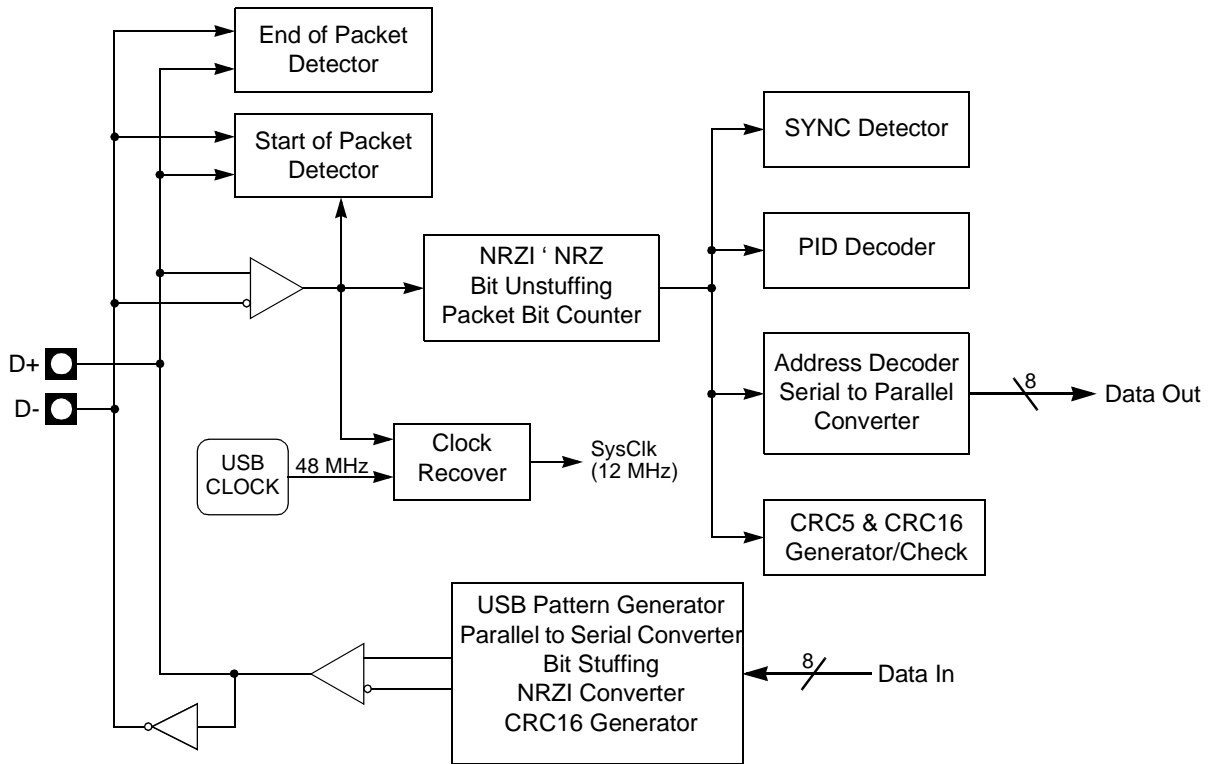 End of Packet
Detector
Start of Packet
Detector
SYNC Detector
PID Decoder
NRZI ‘ NRZ
Bit Unstuffing
Packet Bit Counter
D+
D-
Address Decoder
Serial to Parallel
Converter
8
Data Out
USB
CLOCK
48 MHz
Clock
Recover
SysClk
(12 MHz)
CRC5 & CRC16
Generator/Check
USB Pattern Generator
Parallel to Serial Converter
Bit Stuffing
NRZI Converter
CRC16 Generator
8
Data In